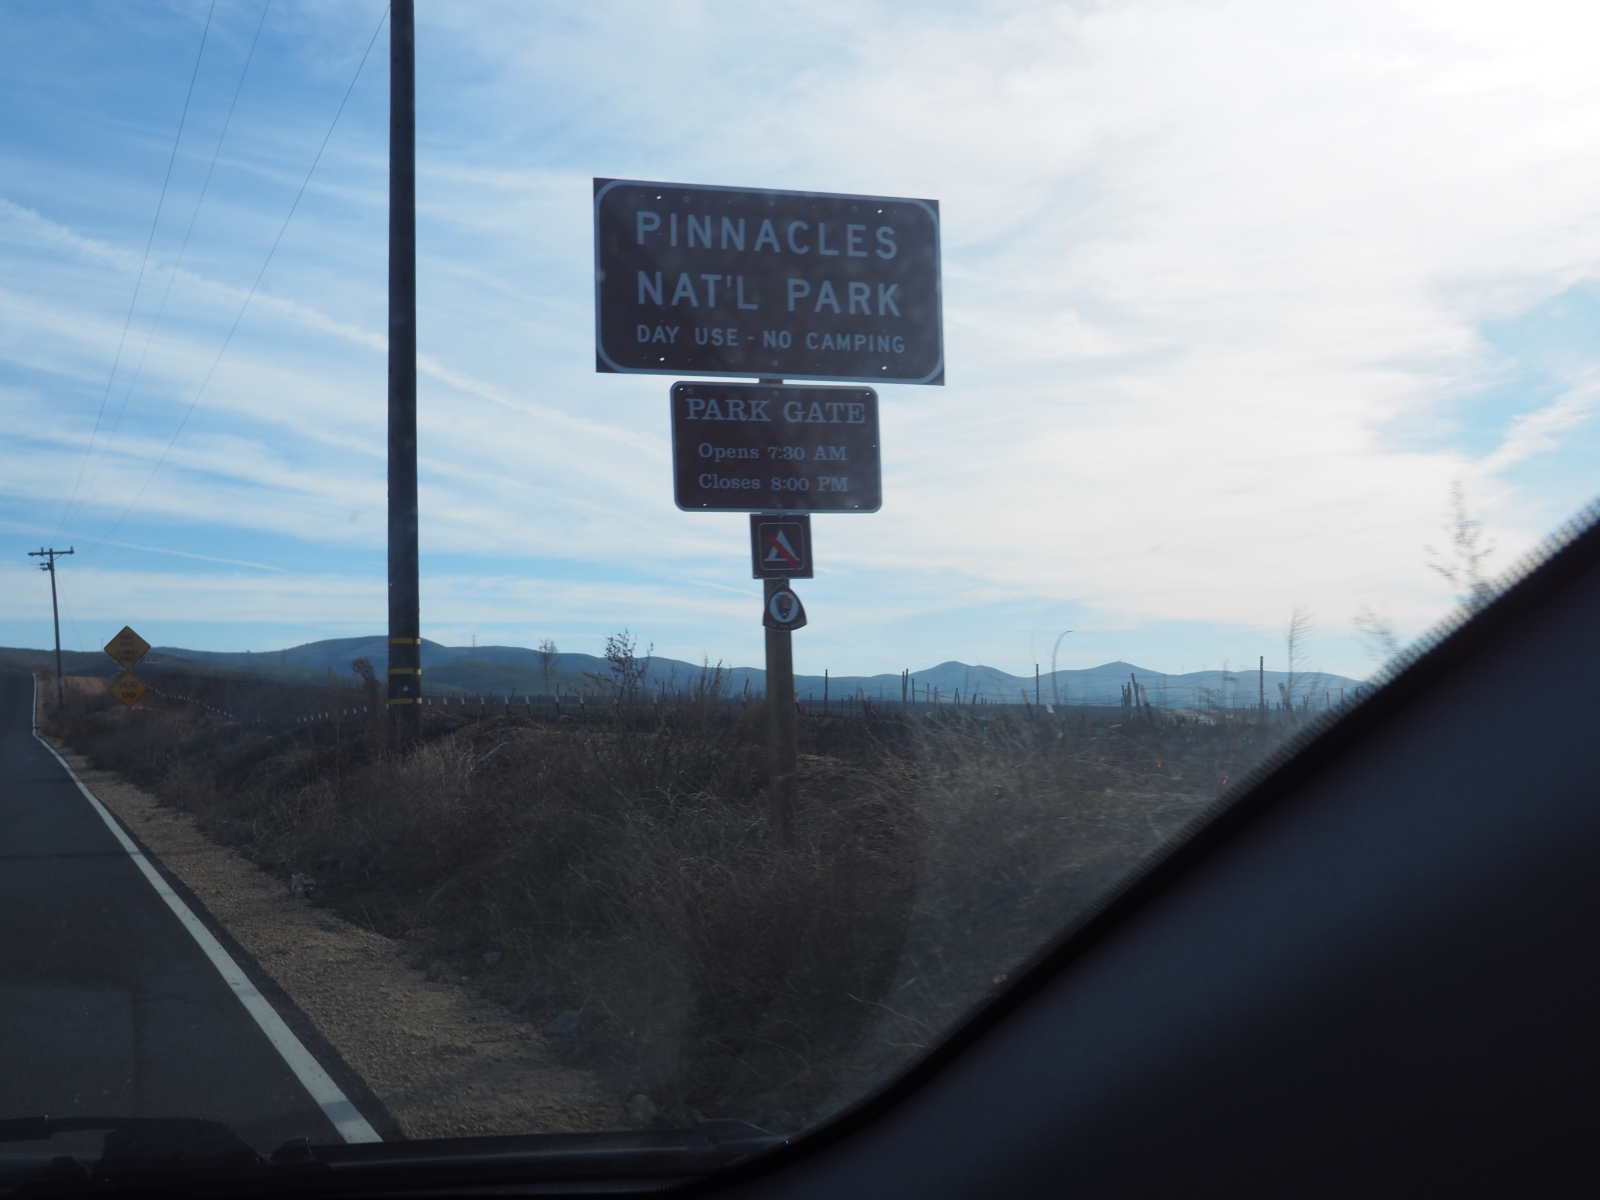 PINNACLES
NAT'L PARK
DAY USE - NO CAMPING
PARK GATE
Opens 7:30 AM
Closes 8:00 PM